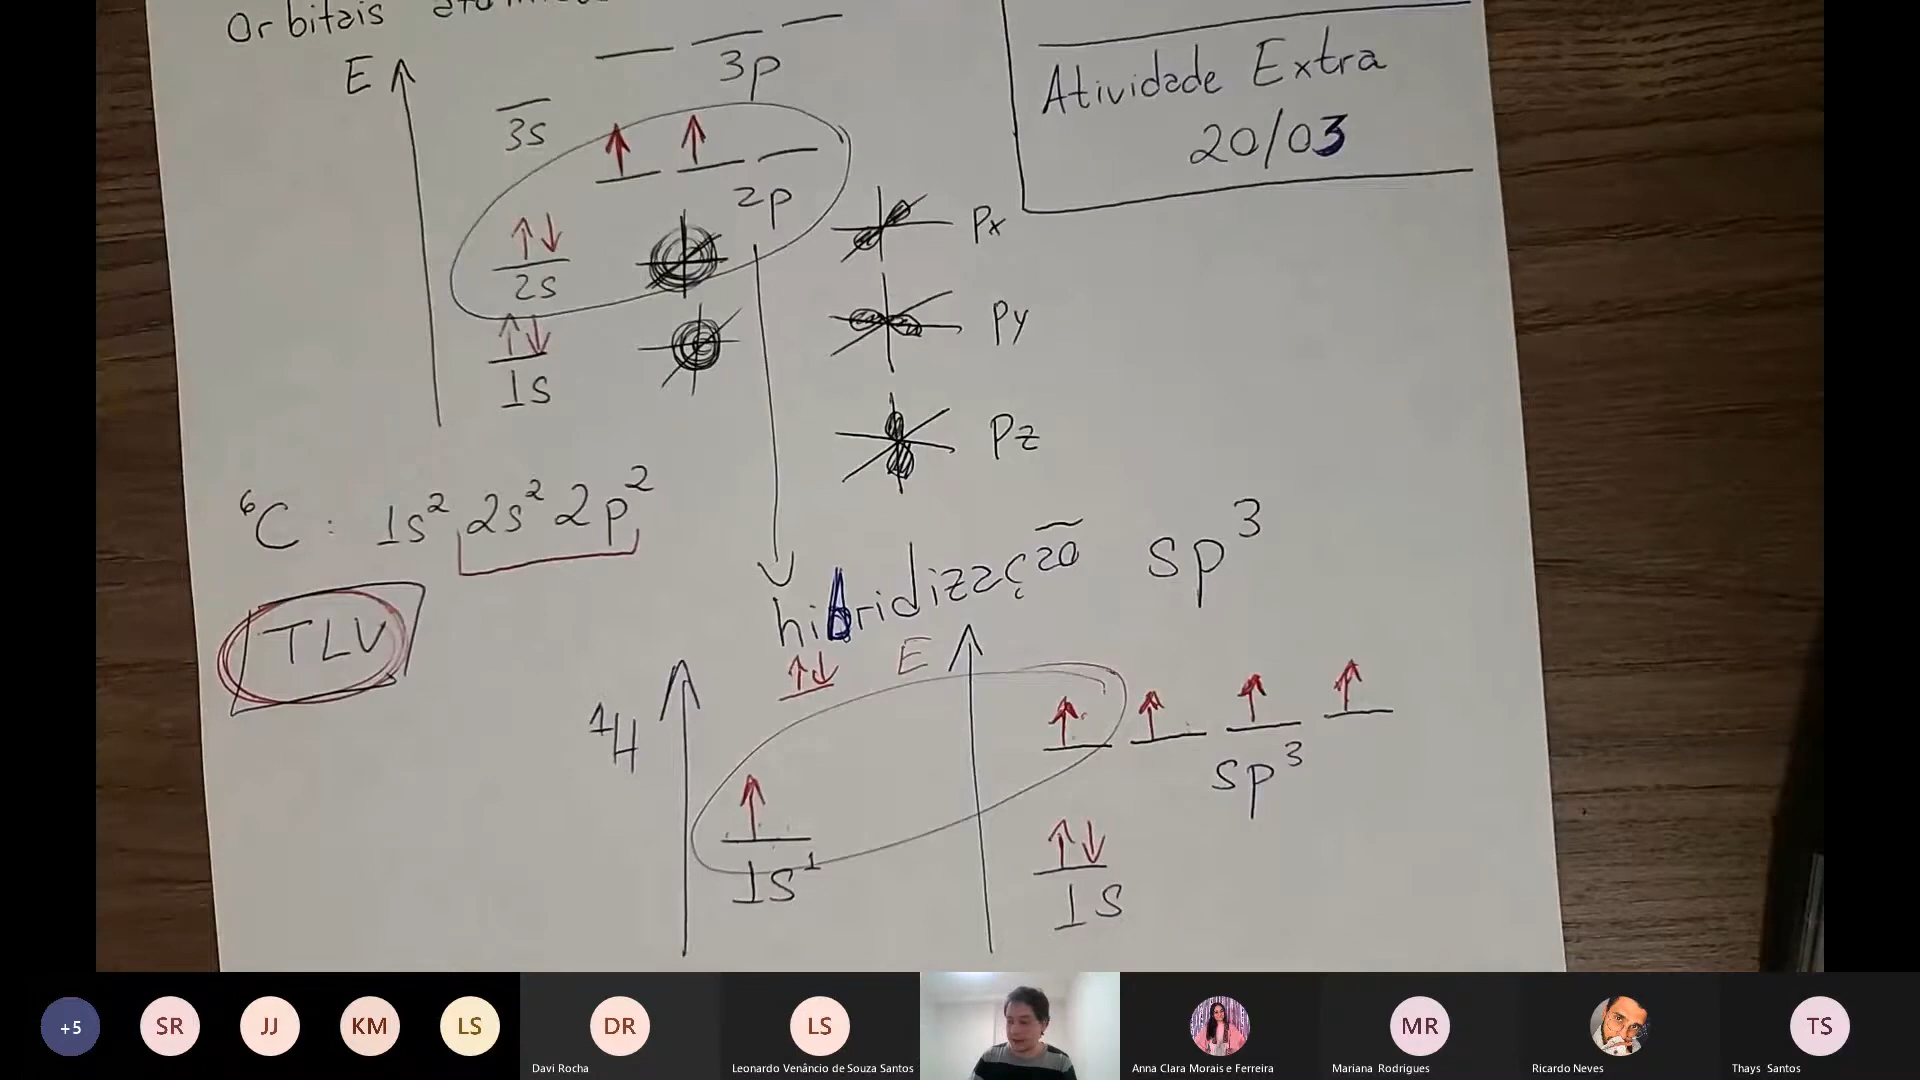 Orbitais
E
3p
3s
2p
2s
1s
Px
Py
Pz
Atividade Extra
20/03
6C : 1s2 2s2 2p2
TLV
hibridização sp3
E
1H
sp3
1s1
1s
+5
SR
JJ
KM
LS
DR
LS
MR
TS
Davi Rocha
Leonardo Venâncio de Souza Santos
Anna Clara Morais e Ferreira
Mariana Rodrigues
Ricardo Neves
Thays Santos